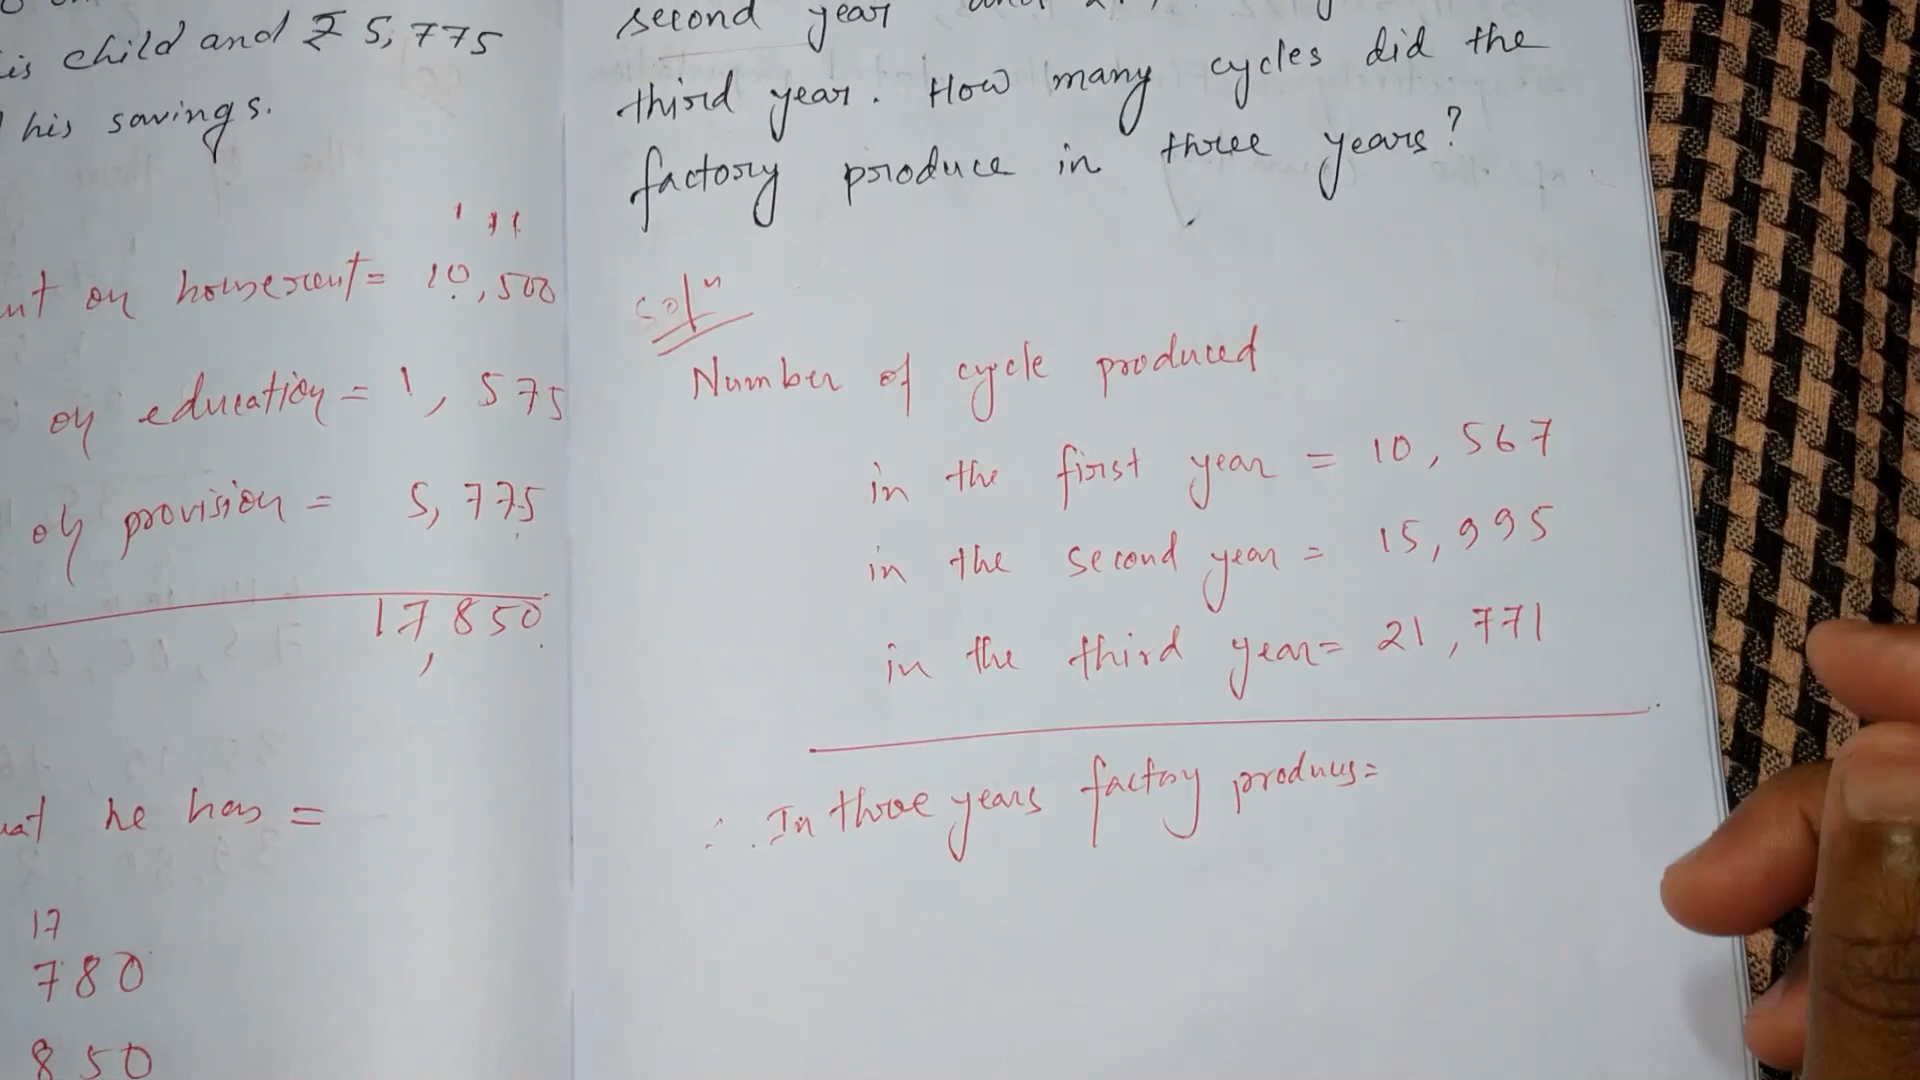 is child and ₹ 5,775
his savings.
on houserent = 10,500
on education = 1,575
on provision = 5,775
17,850
he has =
17
780
850
second year and
third year. How many cycles did the
factory produce in three years?
Solⁿ
Number of cycle produced
in the first year = 10,567
in the second year = 15,995
in the third year = 21,771
∴ In three years factory produces =